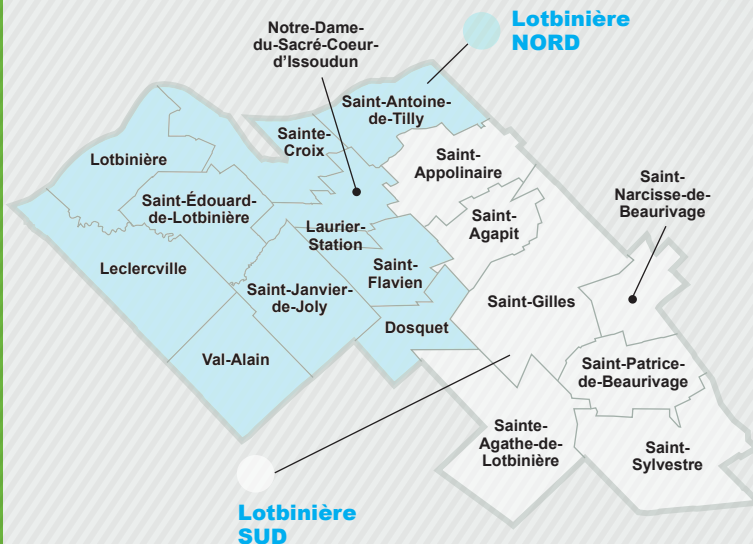 Lotbinière
NORD
Notre-Dame-
du-Sacré-Coeur-
d'Issoudun
Saint-Antoine-
de-Tilly
Sainte-
Croix
Lotbinière
Saint-
Appolinaire
Saint-
Narcisse-de-
Beaurivage
Saint-Édouard-
de-Lotbinière
Saint-
Agapit
Laurier-
Station
Leclercville
Saint-
Flavien
Saint-Janvier-
de-Joly
Saint-Gilles
Dosquet
Val-Alain
Saint-Patrice-
de-Beaurivage
Sainte-
Agathe-de-
Lotbinière
Saint-
Sylvestre
Lotbinière
SUD